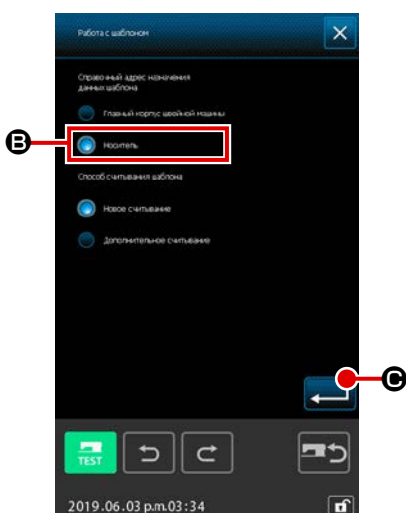 Работа с шаблоном
Справочный адрес назначения
данных шаблона
Главный корпус швейной машины
B
Носитель
Способ считывания шаблона
Новое считывание
Дополнительное считывание
C
TEST
2019.06.03 p.m.03:34